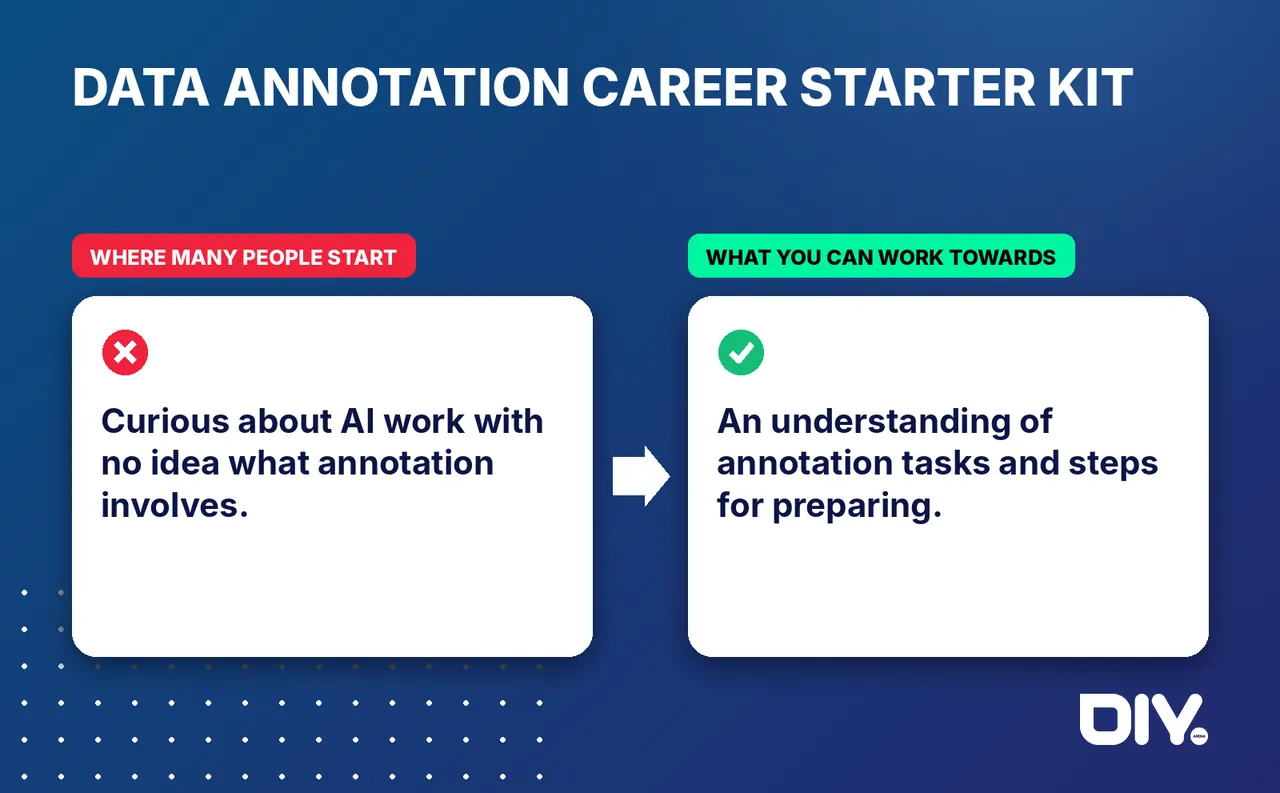 DATA ANNOTATION CAREER STARTER KIT
WHERE MANY PEOPLE START
Curious about AI work with
no idea what annotation
involves.
WHAT YOU CAN WORK TOWARDS
An understanding of
annotation tasks and steps
for preparing.
DIY.
ARENA